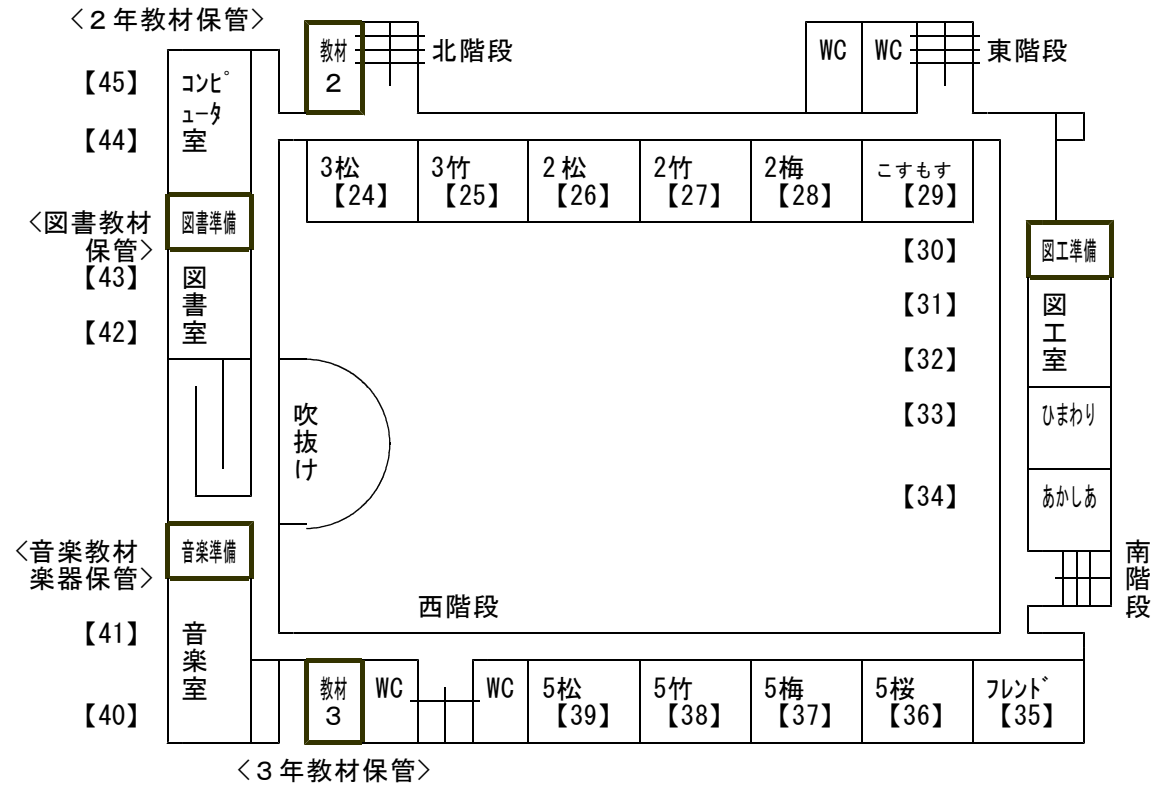 〈２年教材保管〉
教材
２
北階段
WC
WC
東階段
【45】
ｺﾝﾋﾟ
ｭｰﾀ
室
【44】
3松
【24】
3竹
【25】
２松
【26】
2竹
【27】
2梅
【28】
こすもす
【29】
〈図書教材
保管〉
図書準備
【30】
図工準備
【43】
図
書
室
【42】
【31】
図
工
室
【32】
吹
抜
け
【33】
ひまわり
【34】
あかしあ
〈音楽教材
楽器保管〉
音楽準備
南
階
段
西階段
【41】
音
楽
室
【40】
教材
３
WC
WC
5松
【39】
5竹
【38】
5梅
【37】
5桜
【36】
ﾌﾚﾝﾄﾞ
【35】
〈３年教材保管〉